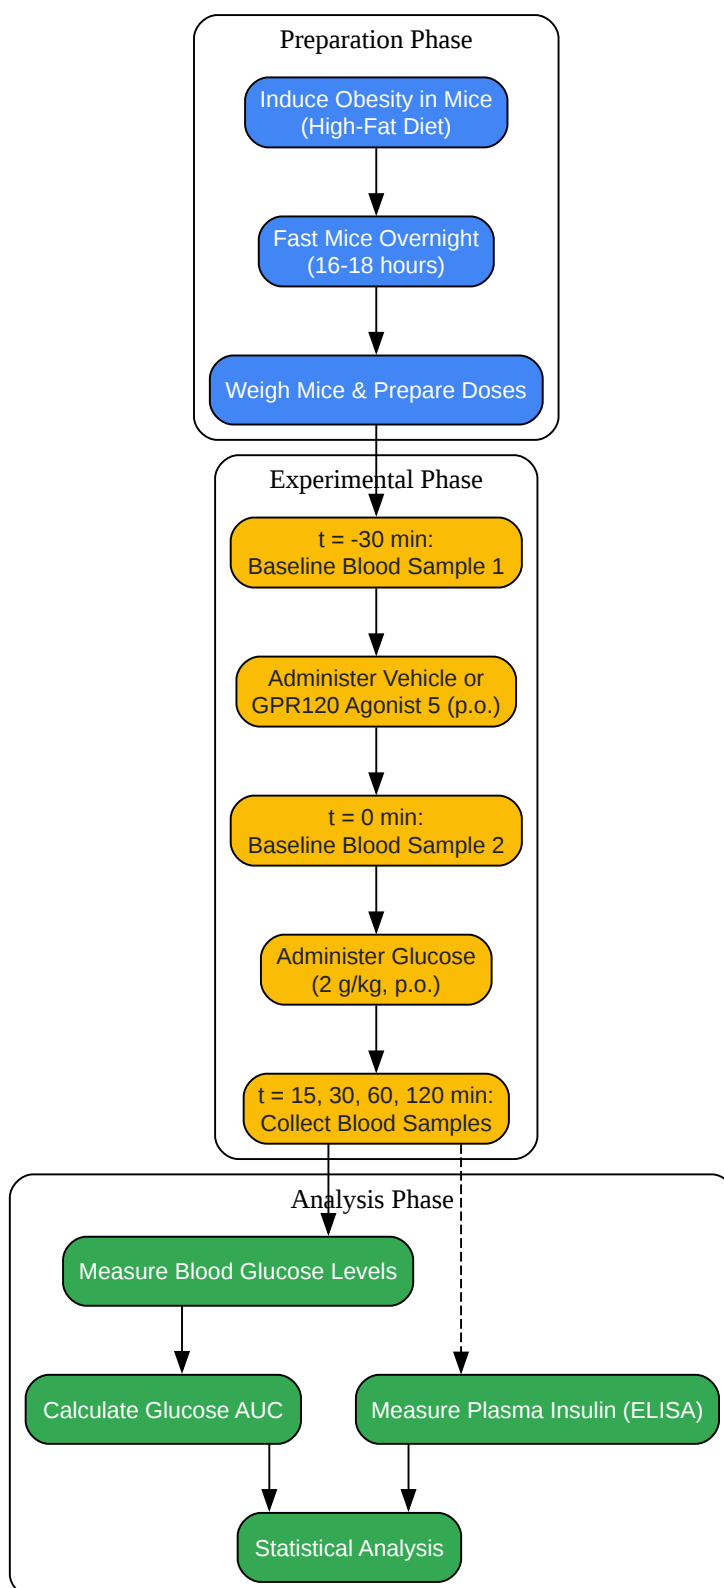 Preparation Phase
Induce Obesity in Mice
(High-Fat Diet)
Fast Mice Overnight
(16-18 hours)
Weigh Mice & Prepare Doses
Experimental Phase
t = -30 min:
Baseline Blood Sample 1
Administer Vehicle or
GPR120 Agonist 5 (p.o.)
t = 0 min:
Baseline Blood Sample 2
Administer Glucose
(2 g/kg, p.o.)
t = 15, 30, 60, 120 min:
Collect Blood Samples
Analysis Phase
Measure Blood Glucose Levels
Calculate Glucose AUC
Measure Plasma Insulin (ELISA)
Statistical Analysis